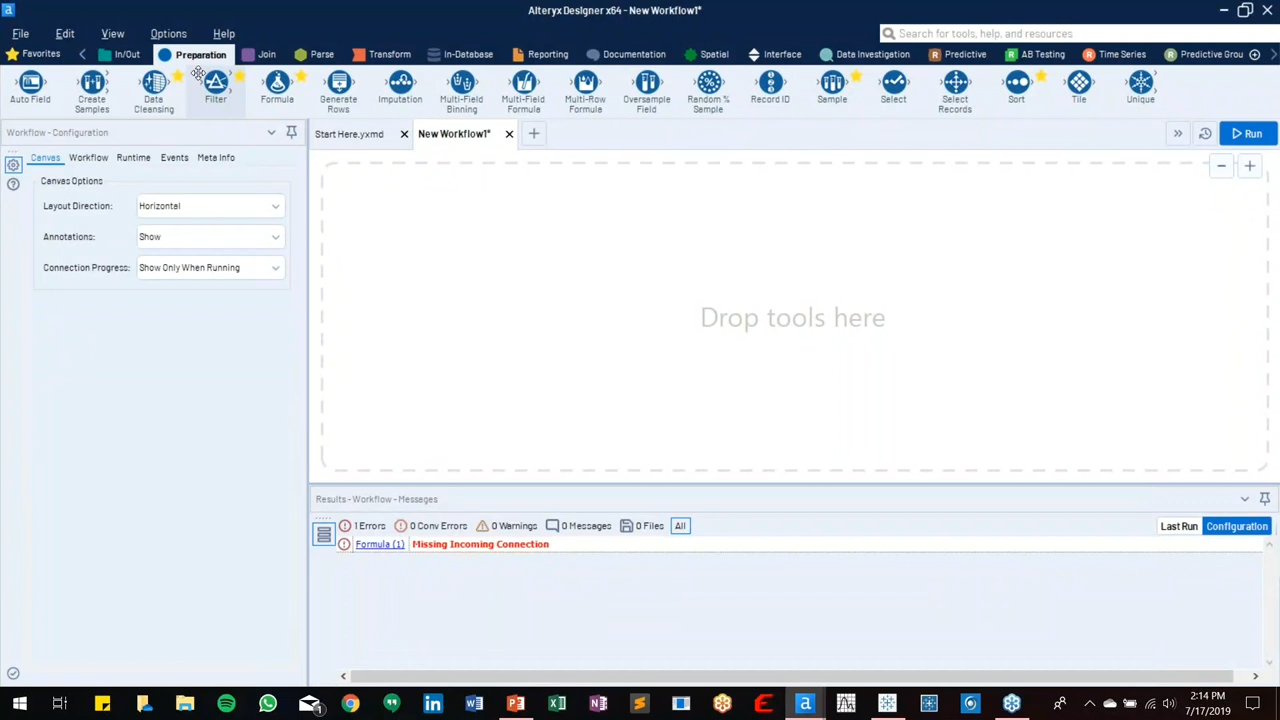 Alteryx Designer x64 - New Workflow1*
File Edit View Options Help
Search for tools, help, and resources
Favorites In/Out Preparation Join Parse Transform In-Database Reporting Documentation Spatial Interface Data Investigation Predictive AB Testing Time Series Predictive Grou
Auto Field
Create Samples
Data Cleansing
Filter
Formula
Generate Rows
Imputation
Multi-Field Binning
Multi-Field Formula
Multi-Row Formula
Oversample Field
Random % Sample
Record ID
Sample
Select
Select Records
Sort
Tile
Unique
Workflow - Configuration
Start Here.yxmd New Workflow1*
Run
Canvas Workflow Runtime Events Meta Info
Canvas Options
Layout Direction: Horizontal
Annotations: Show
Connection Progress: Show Only When Running
Drop tools here
Results - Workflow - Messages
1 Errors 0 Conv Errors 0 Warnings 0 Messages 0 Files All
Last Run Configuration
Formula (1) Missing Incoming Connection
2:14 PM
7/17/2019